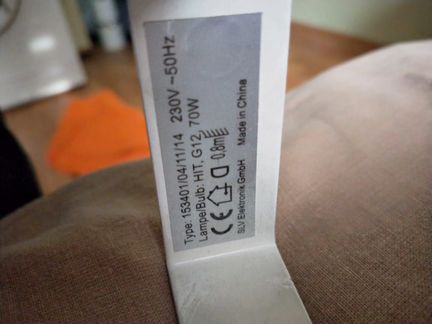 Type: 153401/04/11/14 230V ~50Hz
Lampe/Bulb: HIT, G12, 70W
CE F D 0,8m
SLV Elektronik GmbH Made in China